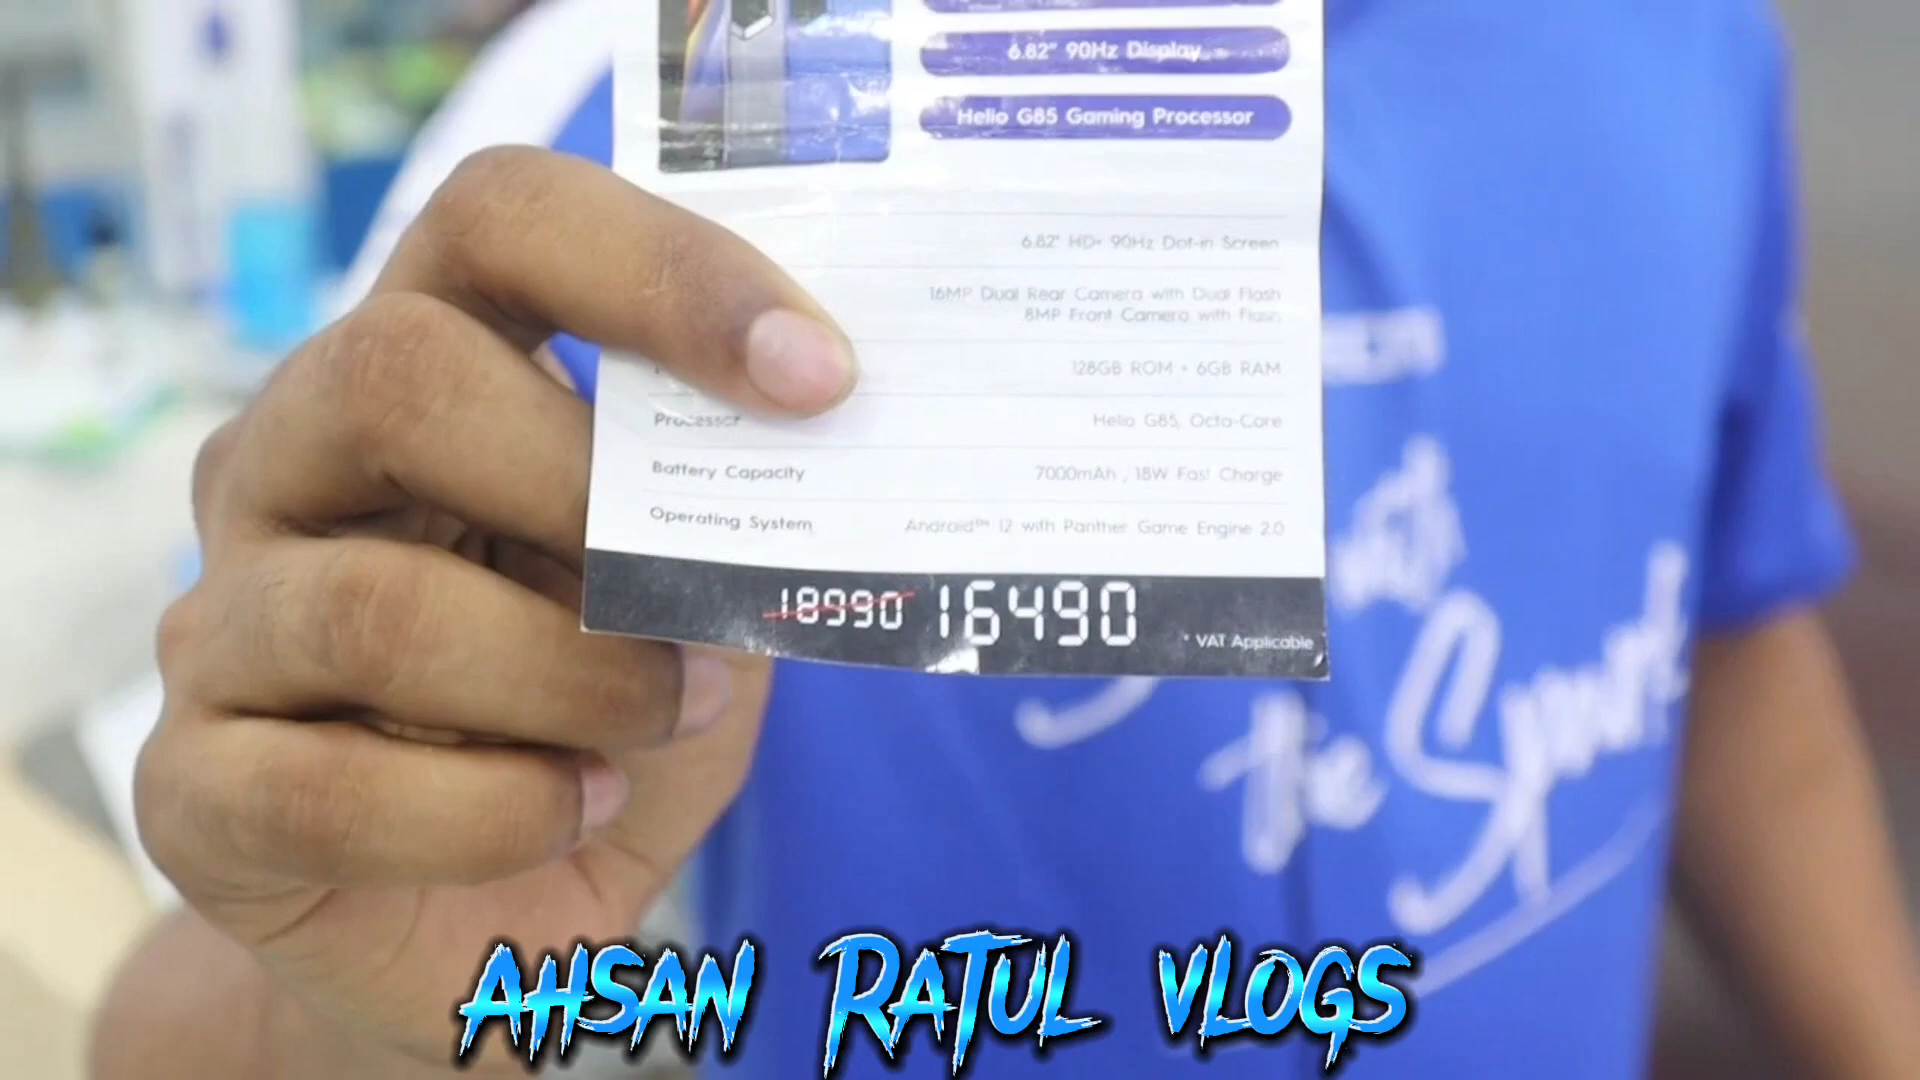 6.82" 90Hz Display
Helio G85 Gaming Processor
6.82" HD+ 90Hz Dot-in Screen
16MP Dual Rear Camera with Dual Flash
8MP Front Camera with Flash
128GB ROM + 6GB RAM
Processor Helio G85, Octa-Core
Battery Capacity 7000mAh , 18W Fast Charge
Operating System Android™ 12 with Panther Game Engine 2.0
18990 16490 * VAT Applicable
the Spark
AHSAN RATUL VLOGS